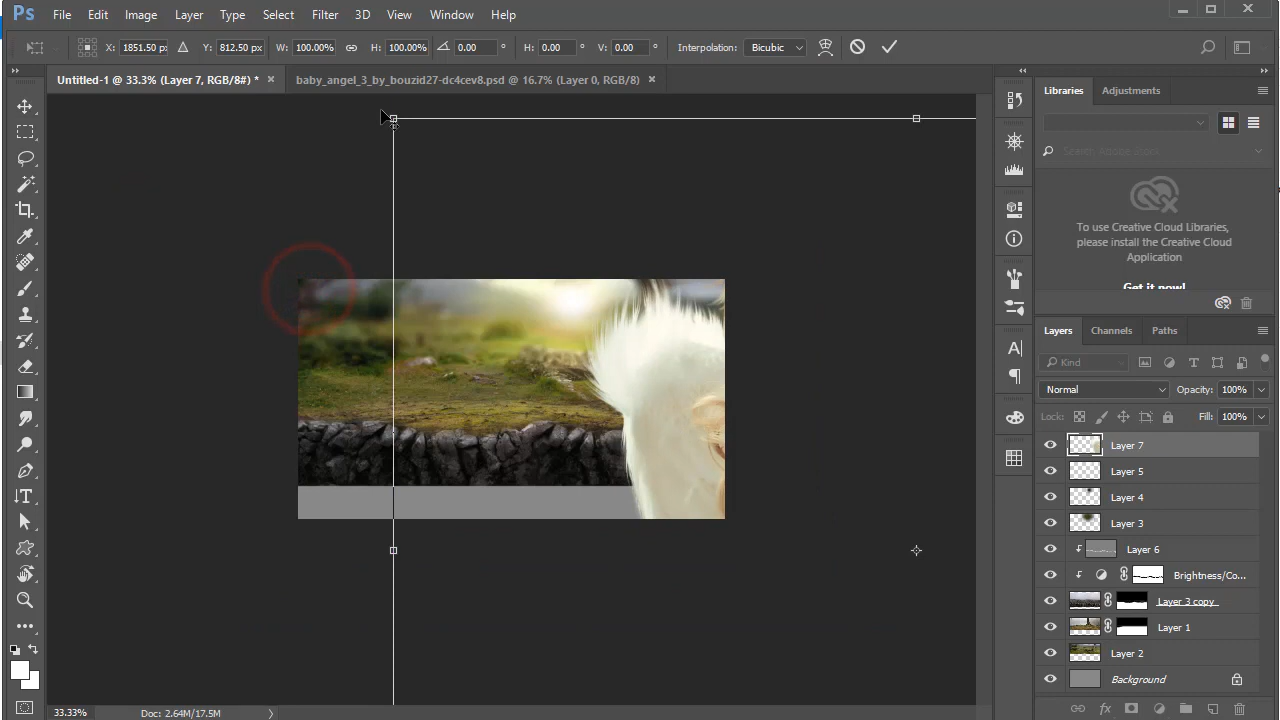 Ps File Edit Image Layer Type Select Filter 3D View Window Help
X: 1851.50 px Y: 812.50 px W: 100.00% H: 100.00% 0.00 ° H: 0.00 ° V: 0.00 ° Interpolation: Bicubic
Untitled-1 @ 33.3% (Layer 7, RGB/8#) * baby_angel_3_by_bouzid27-dc4cev8.psd @ 16.7% (Layer 0, RGB/8)
Libraries Adjustments
Search Adobe Stock
To use Creative Cloud Libraries,
please install the Creative Cloud
Application
Get it now!
Layers Channels Paths
Kind
Normal Opacity: 100%
Lock: Fill: 100%
Layer 7
Layer 5
Layer 4
Layer 3
Layer 6
Brightness/Co...
Layer 3 copy
Layer 1
Layer 2
Background
33.33% Doc: 2.64M/17.5M